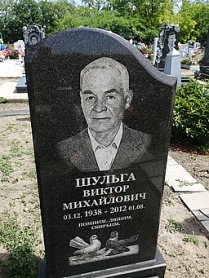 ШУЛЬГА
ВИКТОР
МИХАЙЛОВИЧ
03.12. 1938 - 2012 01.08.
ПОМНИМ, ЛЮБИМ,
СКОРБИМ.